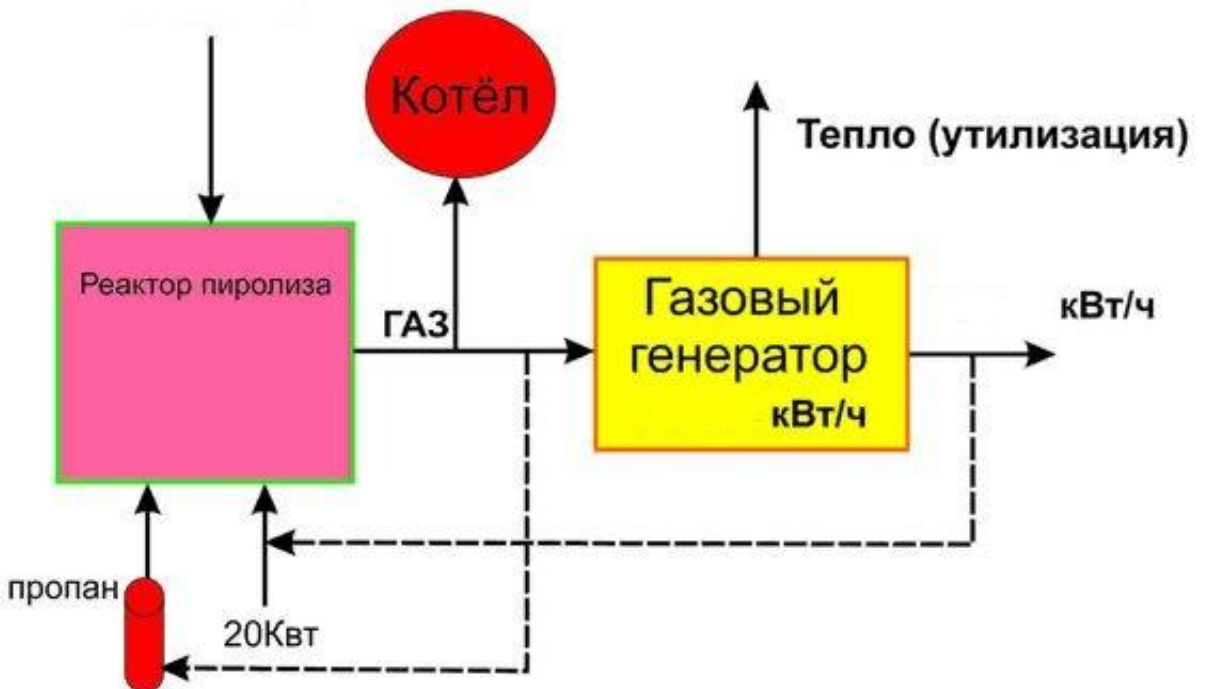 Котёл
Тепло (утилизация)
Реактор пиролиза
ГАЗ
Газовый
генератор
кВт/ч
кВт/ч
пропан
20Квт